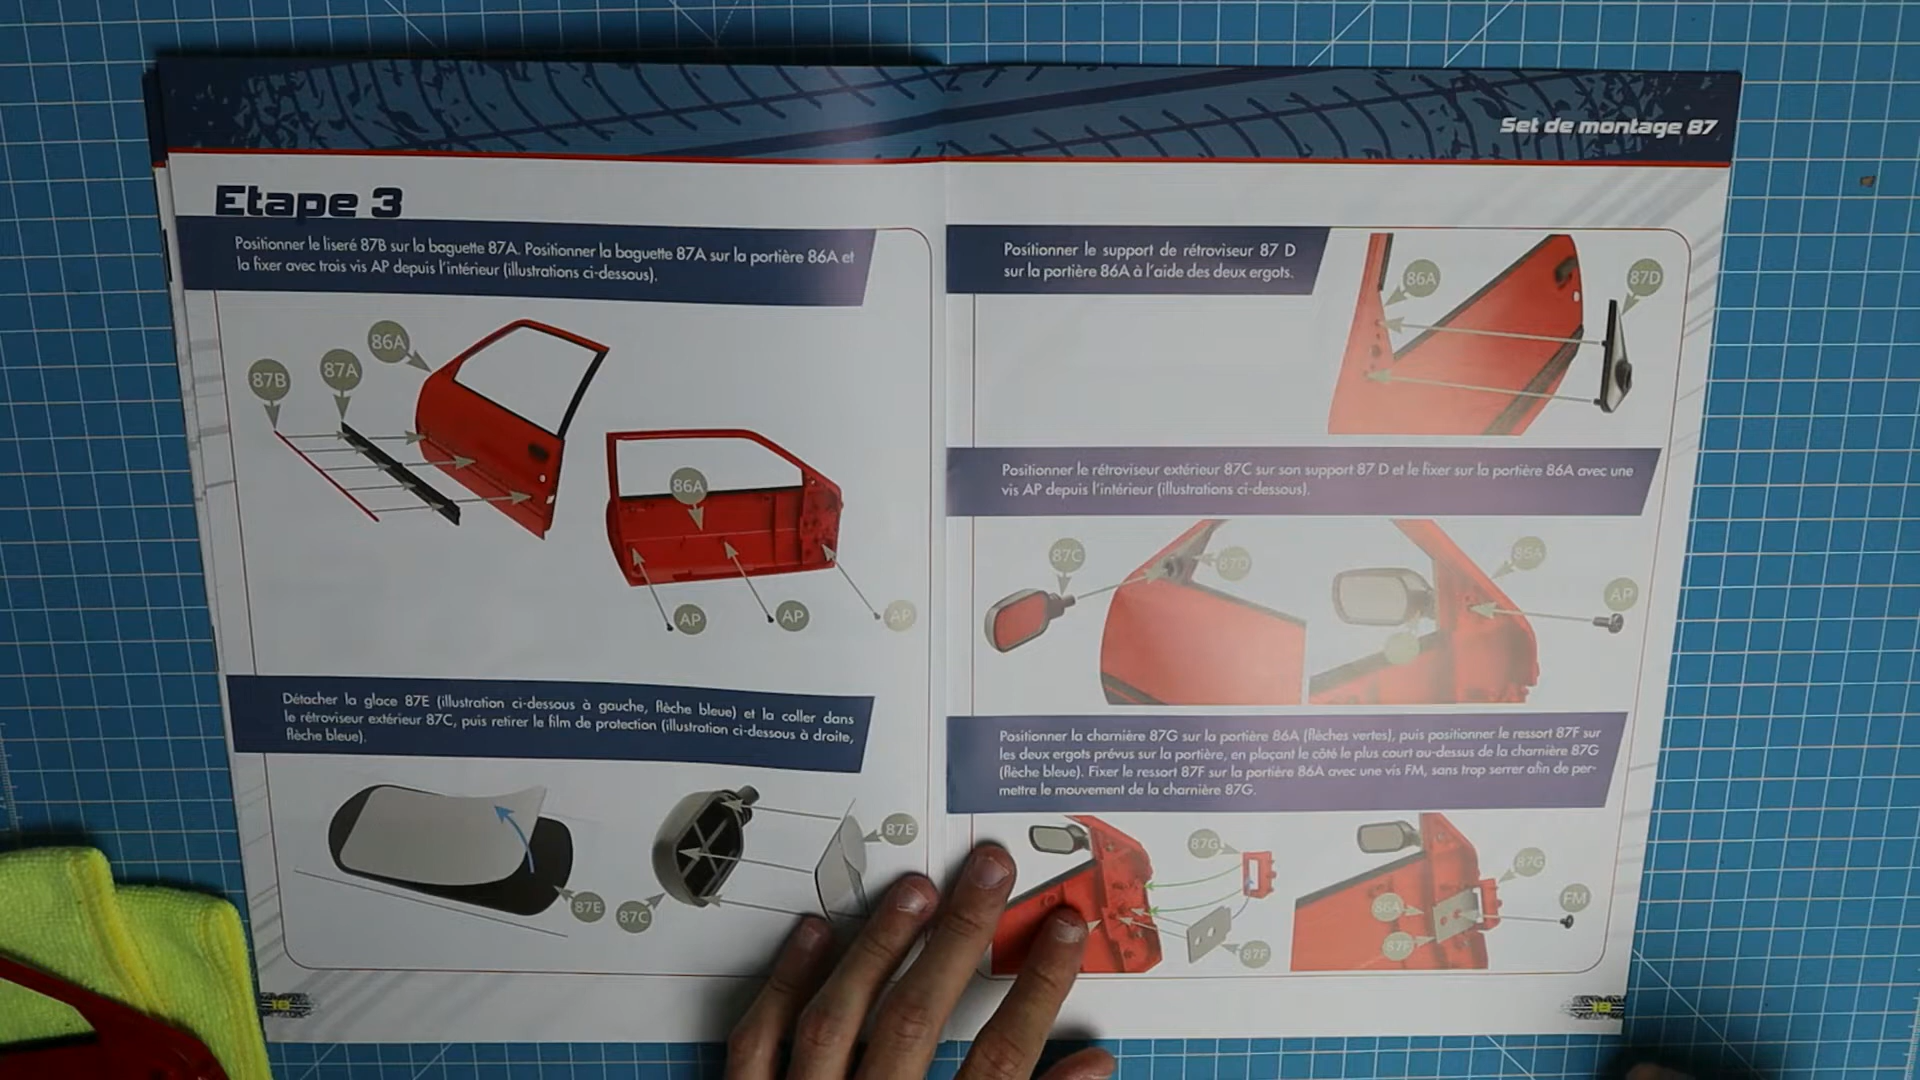 Set de montage 87
Etape 3
Positionner le liseré 87B sur la baguette 87A. Positionner la baguette 87A sur la portière 86A et
la fixer avec trois vis AP depuis l'intérieur (illustrations ci-dessous).
86A
87A
87B
86A
AP
AP
AP
Détacher la glace 87E (illustration ci-dessous à gauche, flèche bleue) et la coller dans
le rétroviseur extérieur 87C, puis retirer le film de protection (illustration ci-dessous à droite,
flèche bleue).
87E
87C
87E
Positionner le support de rétroviseur 87 D
sur la portière 86A à l'aide des deux ergots.
86A
87D
Positionner le rétroviseur extérieur 87C sur son support 87 D et le fixer sur la portière 86A avec une
vis AP depuis l'intérieur (illustrations ci-dessous).
87C
87D
86A
AP
Positionner la charnière 87G sur la portière 86A (flèches vertes), puis positionner le ressort 87F sur
les deux ergots prévus sur la portière, en plaçant le côté le plus court au-dessus de la charnière 87G
(flèche bleue). Fixer le ressort 87F sur la portière 86A avec une vis FM, sans trop serrer afin de per-
mettre le mouvement de la charnière 87G.
87G
87F
87G
86A
87F
FM